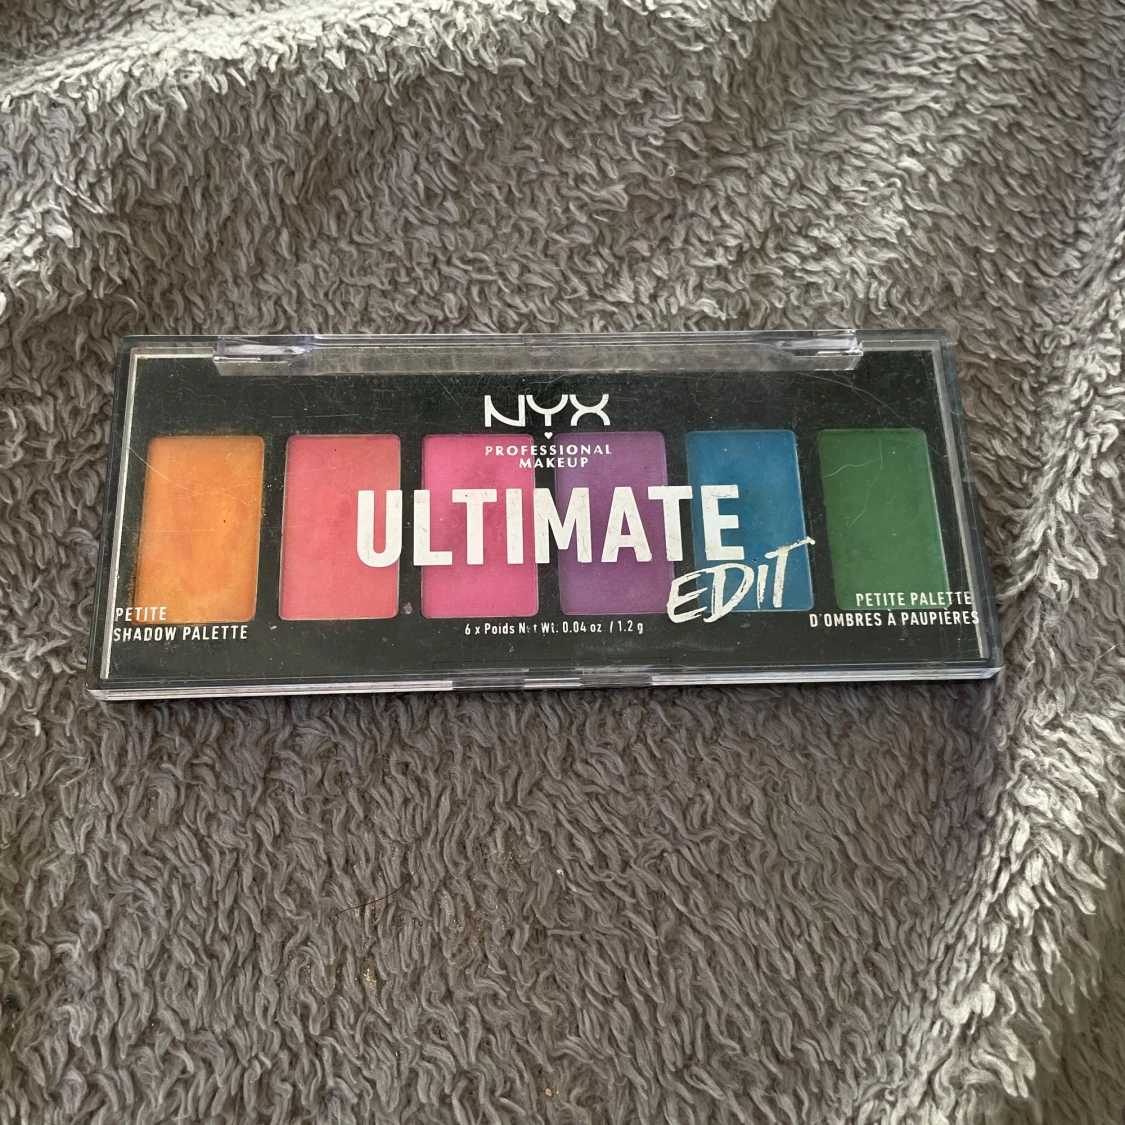 NYX
PROFESSIONAL
MAKEUP
ULTIMATE
EDIT
PETITE
SHADOW PALETTE
6 x Poids Net Wt. 0.04 oz / 1.2 g
PETITE PALETTE
D'OMBRES À PAUPIÈRES